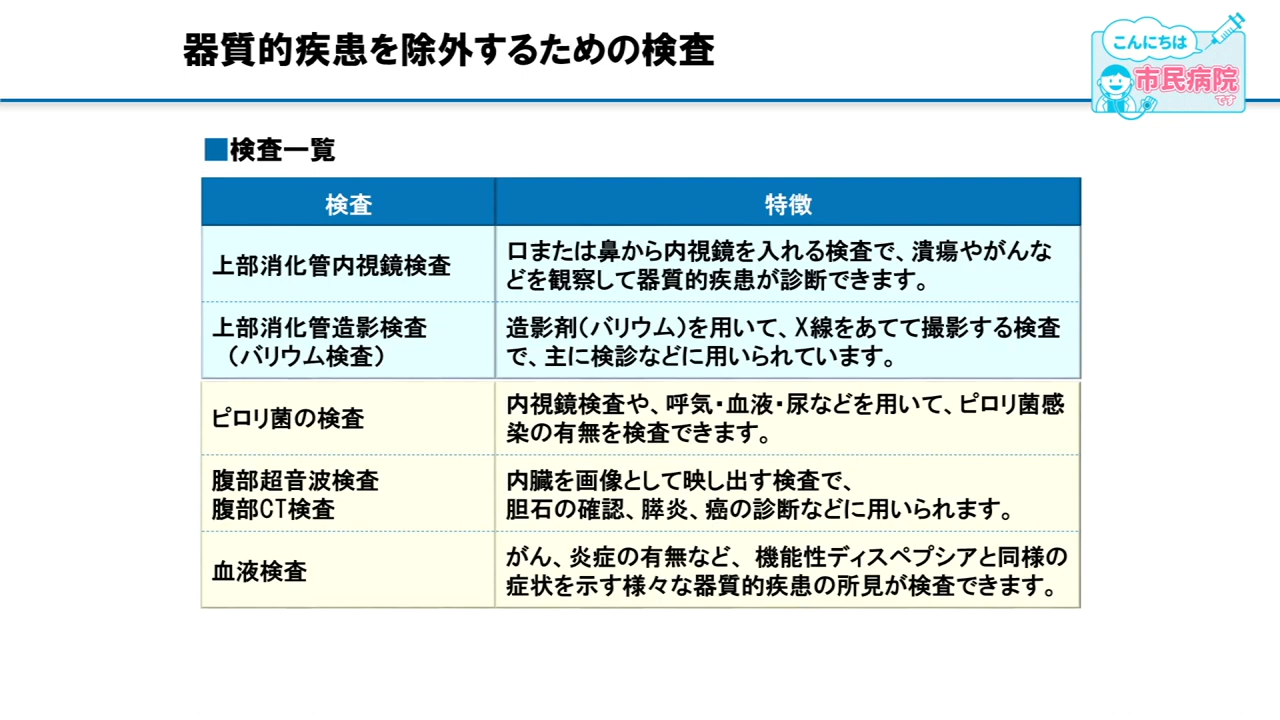 器質的疾患を除外するための検査
こんにちは
市民病院
です
■検査一覧
検査
特徴
上部消化管内視鏡検査
口または鼻から内視鏡を入れる検査で、潰瘍やがんな
どを観察して器質的疾患が診断できます。
上部消化管造影検査
（バリウム検査）
造影剤（バリウム）を用いて、X線をあてて撮影する検査
で、主に検診などに用いられています。
ピロリ菌の検査
内視鏡検査や、呼気・血液・尿などを用いて、ピロリ菌感
染の有無を検査できます。
腹部超音波検査
腹部CT検査
内臓を画像として映し出す検査で、
胆石の確認、膵炎、癌の診断などに用いられます。
血液検査
がん、炎症の有無など、機能性ディスペプシアと同様の
症状を示す様々な器質的疾患の所見が検査できます。